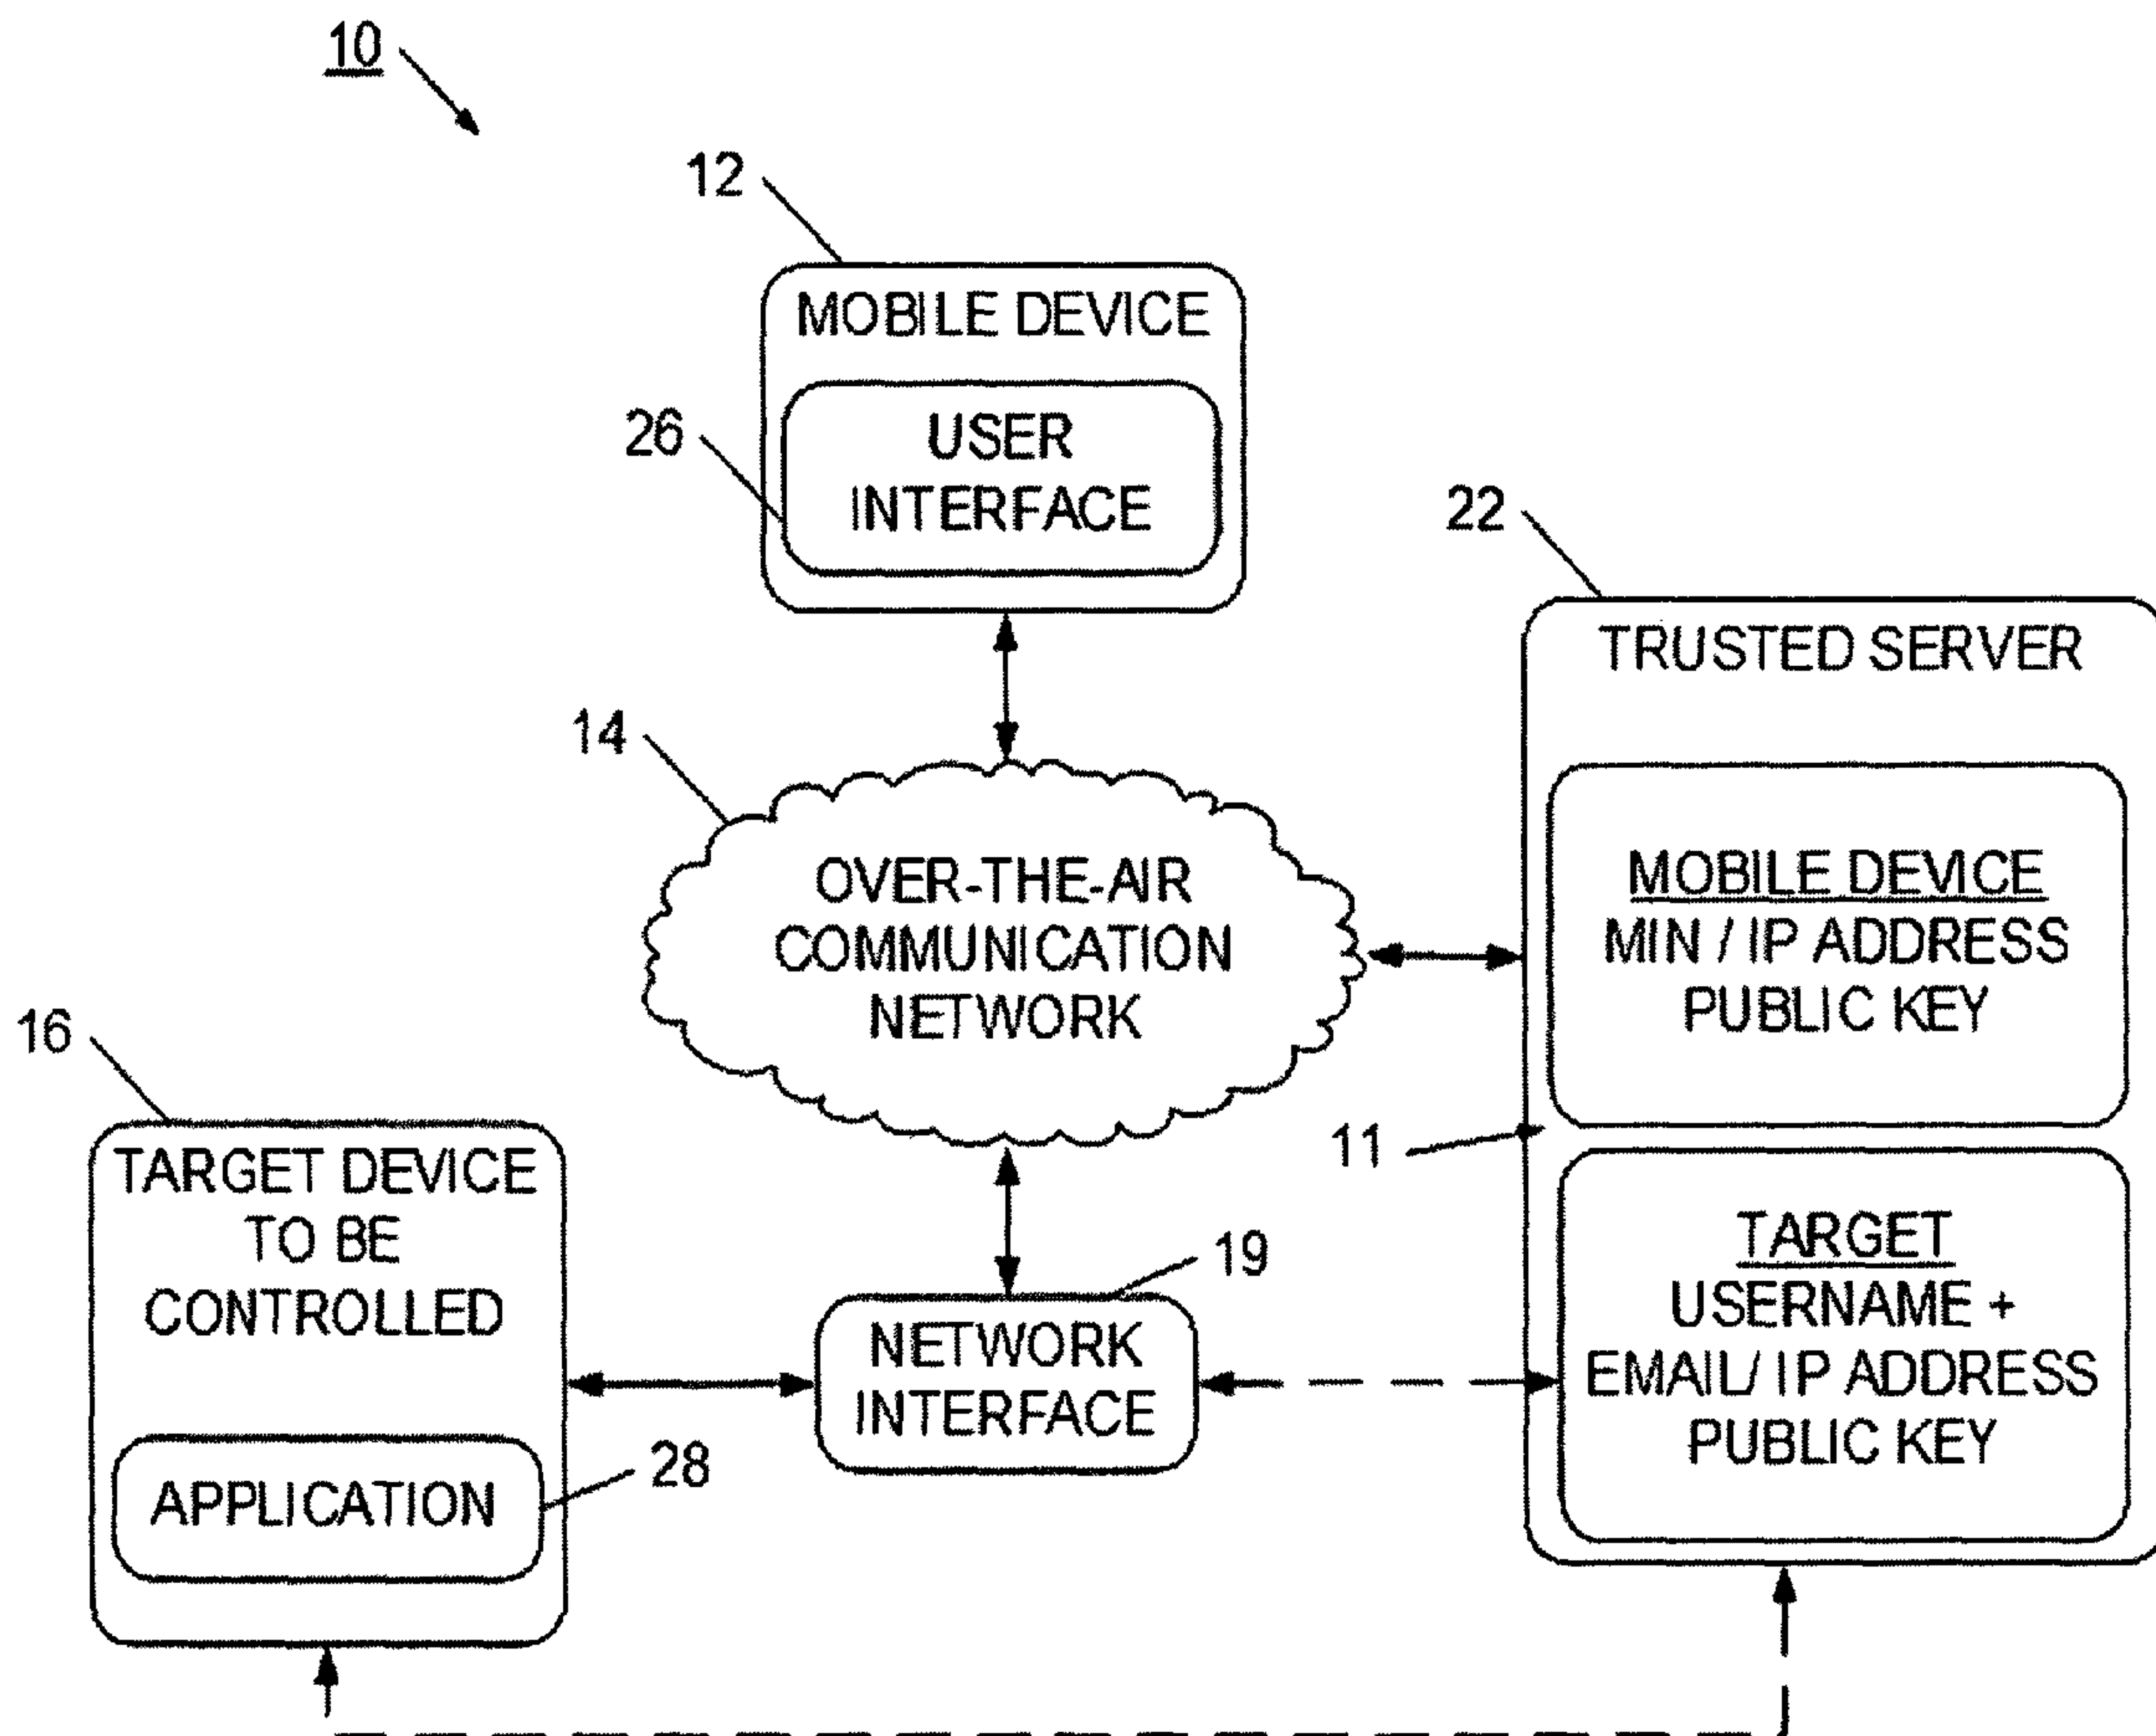 10
12
MOBILE DEVICE
26
USER
INTERFACE
22
TRUSTED SERVER
14
OVER-THE-AIR
COMMUNICATION
NETWORK
MOBILE DEVICE
MIN / IP ADDRESS
PUBLIC KEY
11
16
TARGET DEVICE
TO BE
CONTROLLED
19
NETWORK
INTERFACE
TARGET
USERNAME +
EMAIL/ IP ADDRESS
PUBLIC KEY
APPLICATION
28